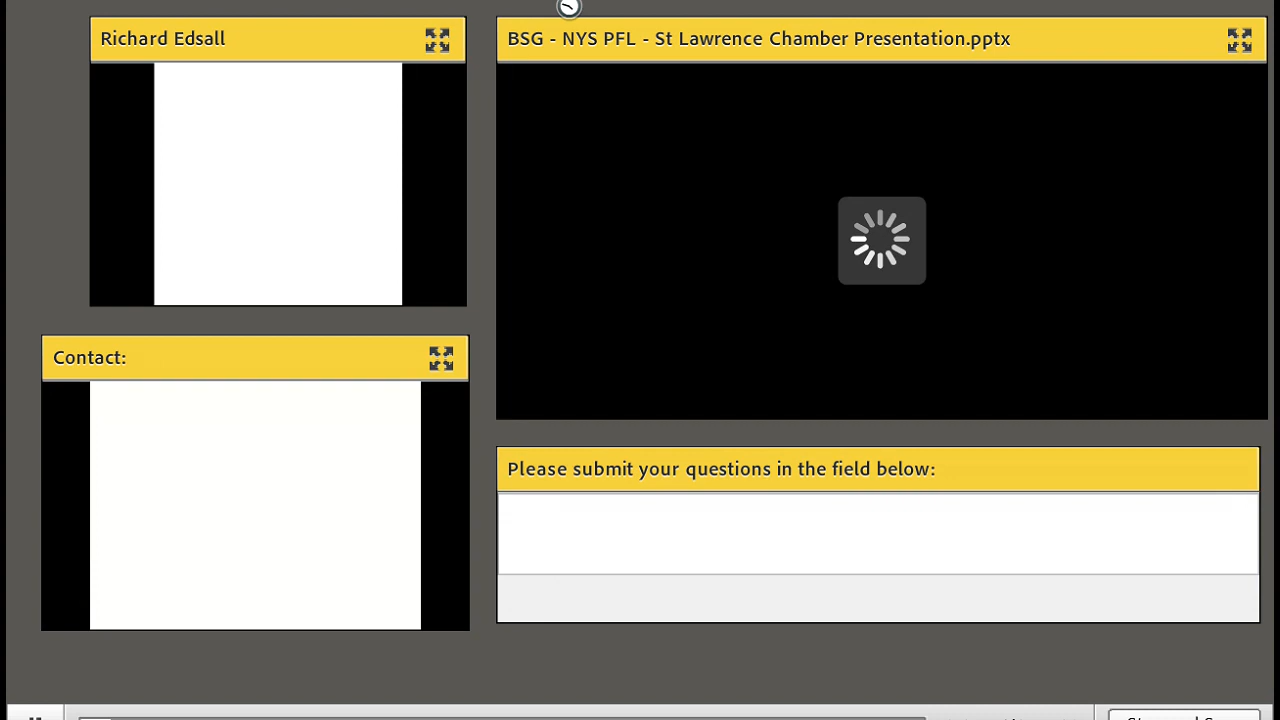 Richard Edsall
BSG - NYS PFL - St Lawrence Chamber Presentation.pptx
Contact:
Please submit your questions in the field below: